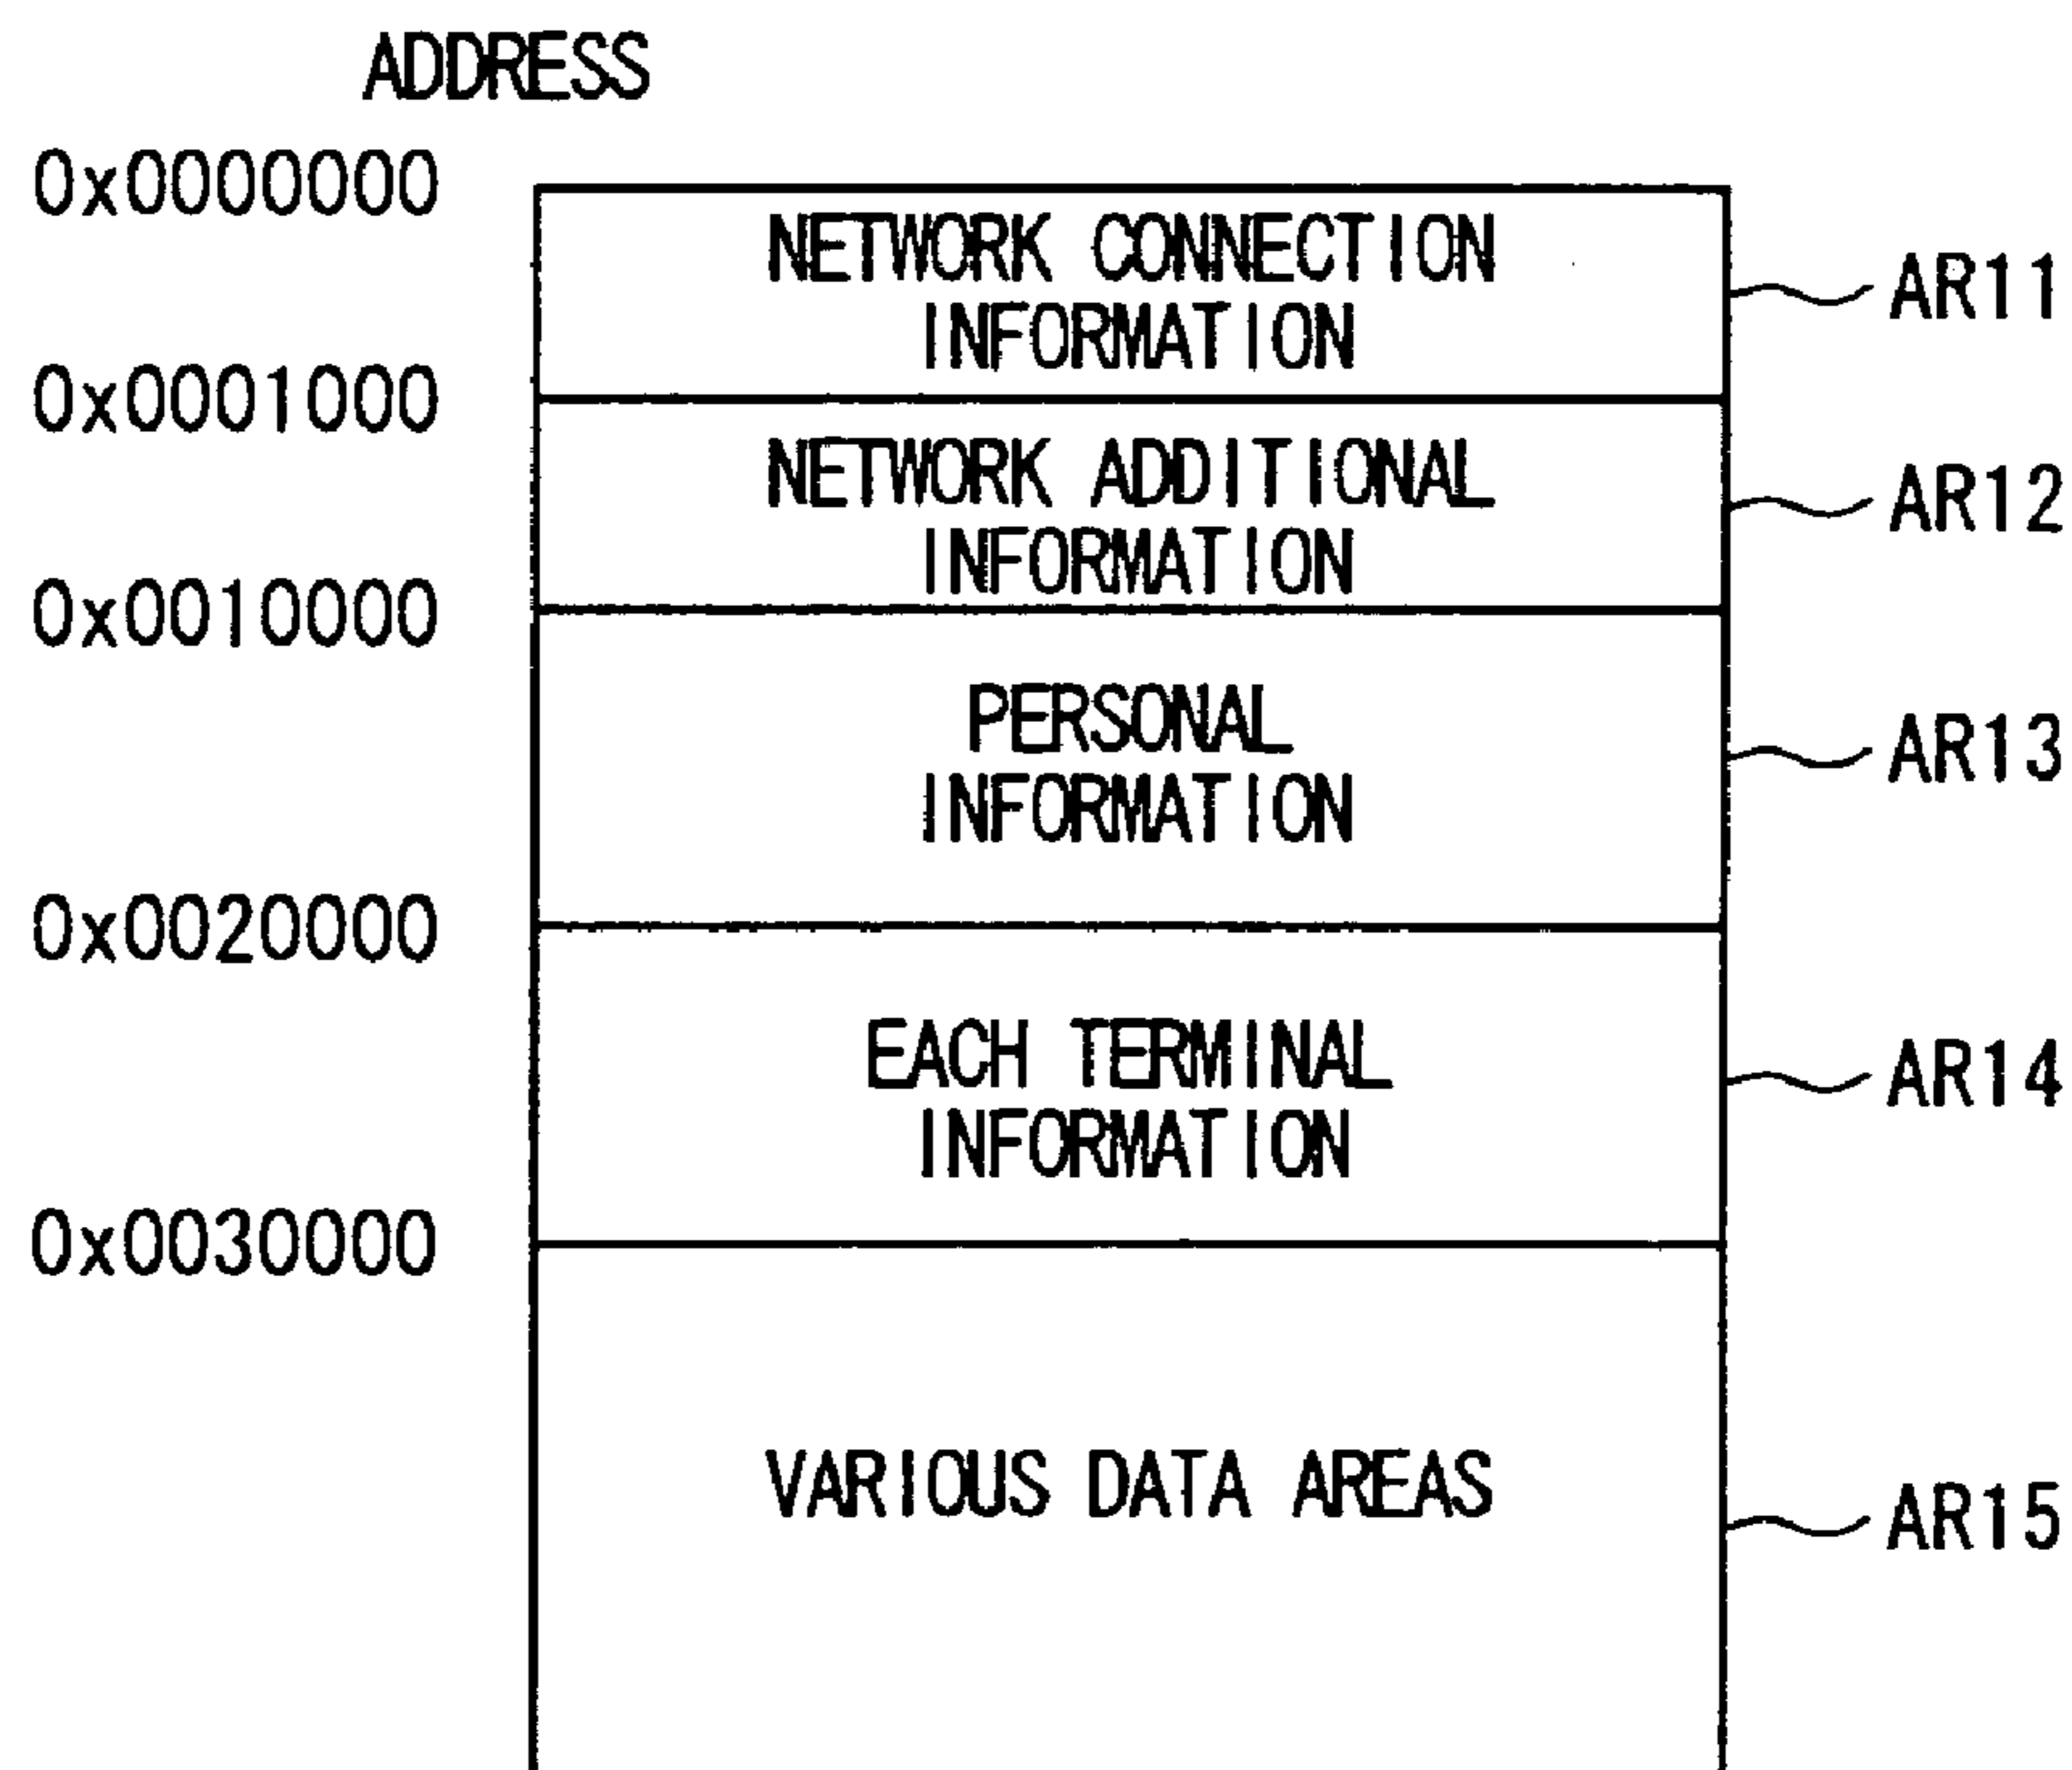 ADDRESS
0x0000000
NETWORK CONNECTION
INFORMATION
AR11
0x0001000
NETWORK ADDITIONAL
INFORMATION
AR12
0x0010000
PERSONAL
INFORMATION
AR13
0x0020000
EACH TERMINAL
INFORMATION
AR14
0x0030000
VARIOUS DATA AREAS
AR15